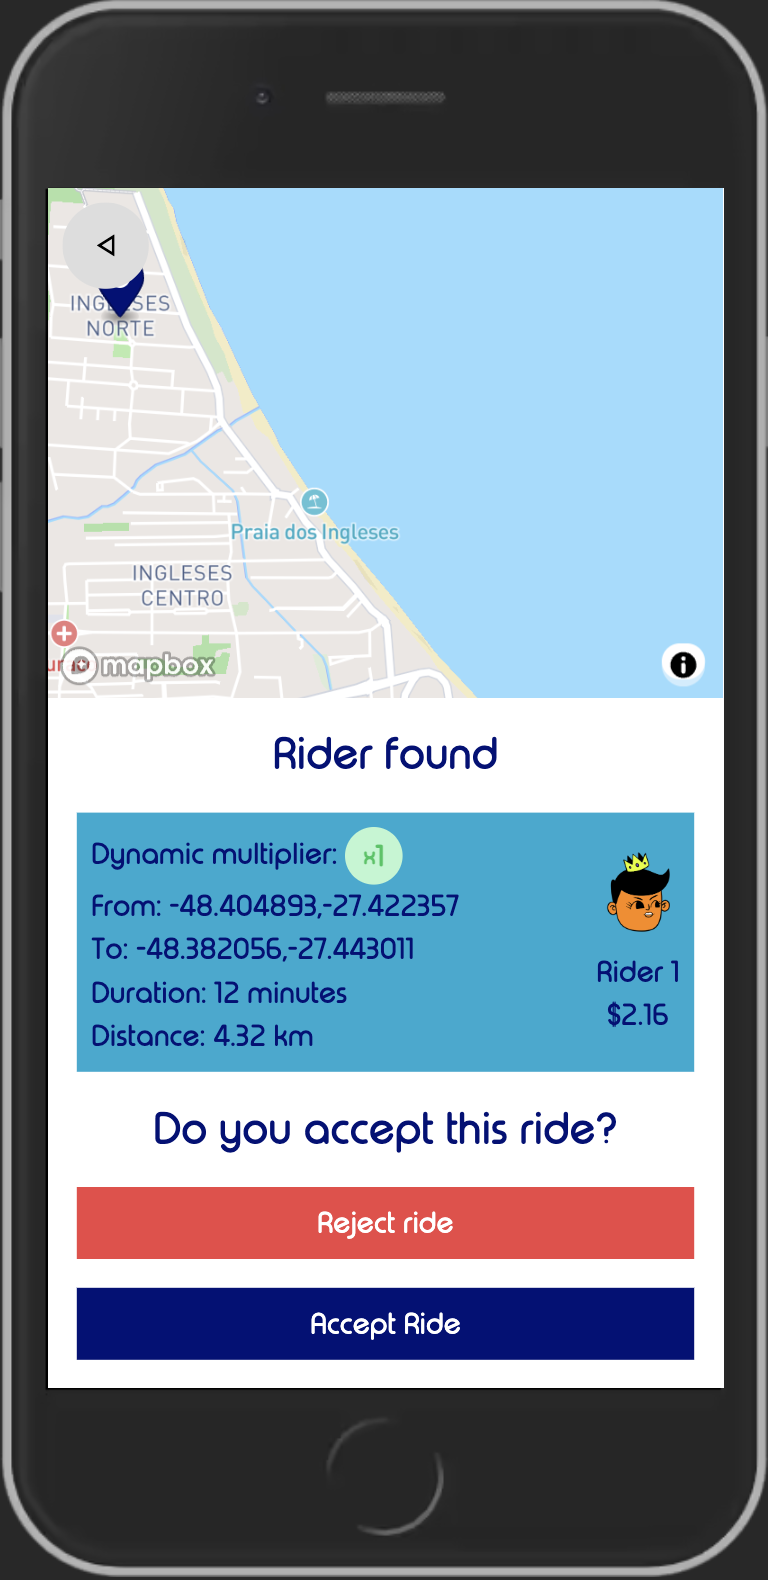 INGLESES
NORTE
Praia dos Ingleses
INGLESES
CENTRO
mapbox
Rider found
Dynamic multiplier: x1
From: -48.404893,-27.422357
To: -48.382056,-27.443011
Duration: 12 minutes
Distance: 4.32 km
Rider 1
$2.16
Do you accept this ride?
Reject ride
Accept Ride